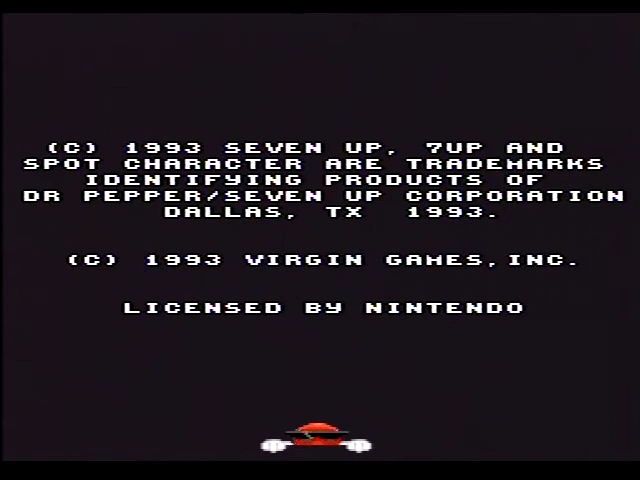 (C) 1993 SEVEN UP, 7UP AND
SPOT CHARACTER ARE TRADEMARKS
IDENTIFYING PRODUCTS OF
DR PEPPER/SEVEN UP CORPORATION
DALLAS, TX 1993.
(C) 1993 VIRGIN GAMES,INC.
LICENSED BY NINTENDO